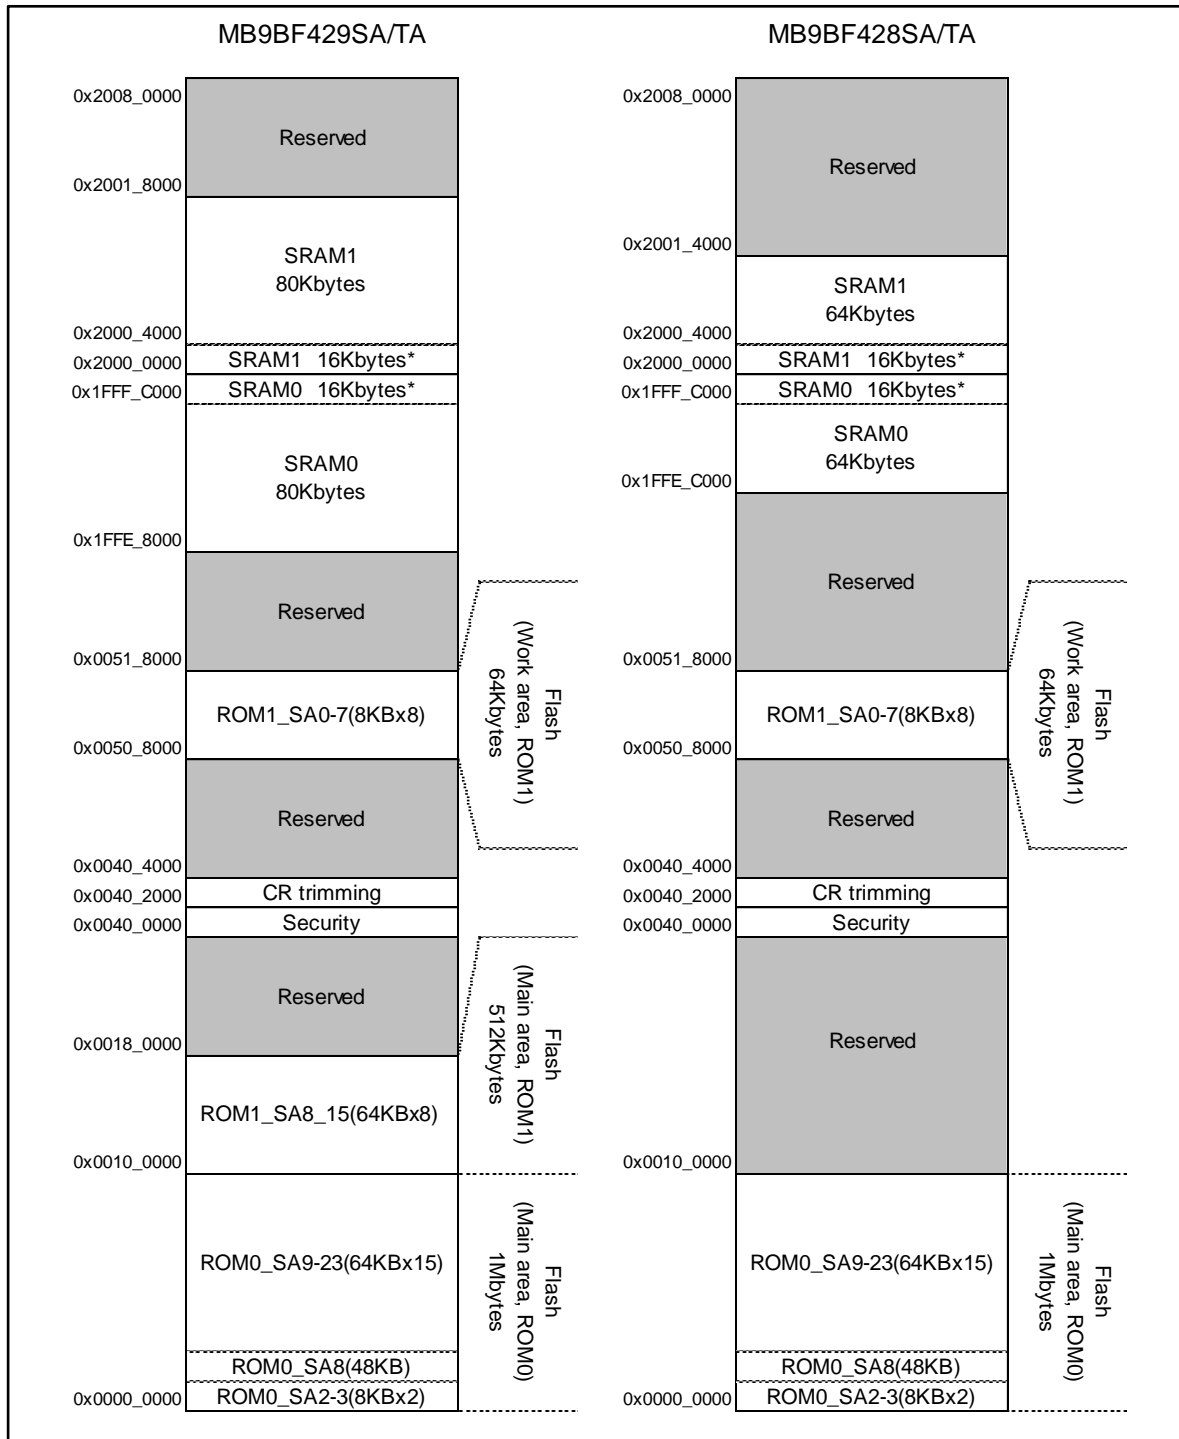 MB9BF429SA/TA
0x2008_0000
Reserved
0x2001_8000
SRAM1
80Kbytes
0x2000_4000
0x2000_0000
SRAM1 16Kbytes*
0x1FFF_C000
SRAM0 16Kbytes*
SRAM0
80Kbytes
0x1FFE_8000
Reserved
0x0051_8000
ROM1_SA0-7(8KBx8)
0x0050_8000
Flash
(Work area, ROM1)
64Kbytes
Reserved
0x0040_4000
0x0040_2000
CR trimming
0x0040_0000
Security
Reserved
0x0018_0000
Flash
(Main area, ROM1)
512Kbytes
ROM1_SA8_15(64KBx8)
0x0010_0000
ROM0_SA9-23(64KBx15)
Flash
(Main area, ROM0)
1Mbytes
ROM0_SA8(48KB)
0x0000_0000
ROM0_SA2-3(8KBx2)
MB9BF428SA/TA
0x2008_0000
Reserved
0x2001_4000
SRAM1
64Kbytes
0x2000_4000
0x2000_0000
SRAM1 16Kbytes*
0x1FFF_C000
SRAM0 16Kbytes*
SRAM0
64Kbytes
0x1FFE_C000
Reserved
0x0051_8000
ROM1_SA0-7(8KBx8)
0x0050_8000
Flash
(Work area, ROM1)
64Kbytes
Reserved
0x0040_4000
0x0040_2000
CR trimming
0x0040_0000
Security
Reserved
0x0010_0000
ROM0_SA9-23(64KBx15)
Flash
(Main area, ROM0)
1Mbytes
ROM0_SA8(48KB)
0x0000_0000
ROM0_SA2-3(8KBx2)